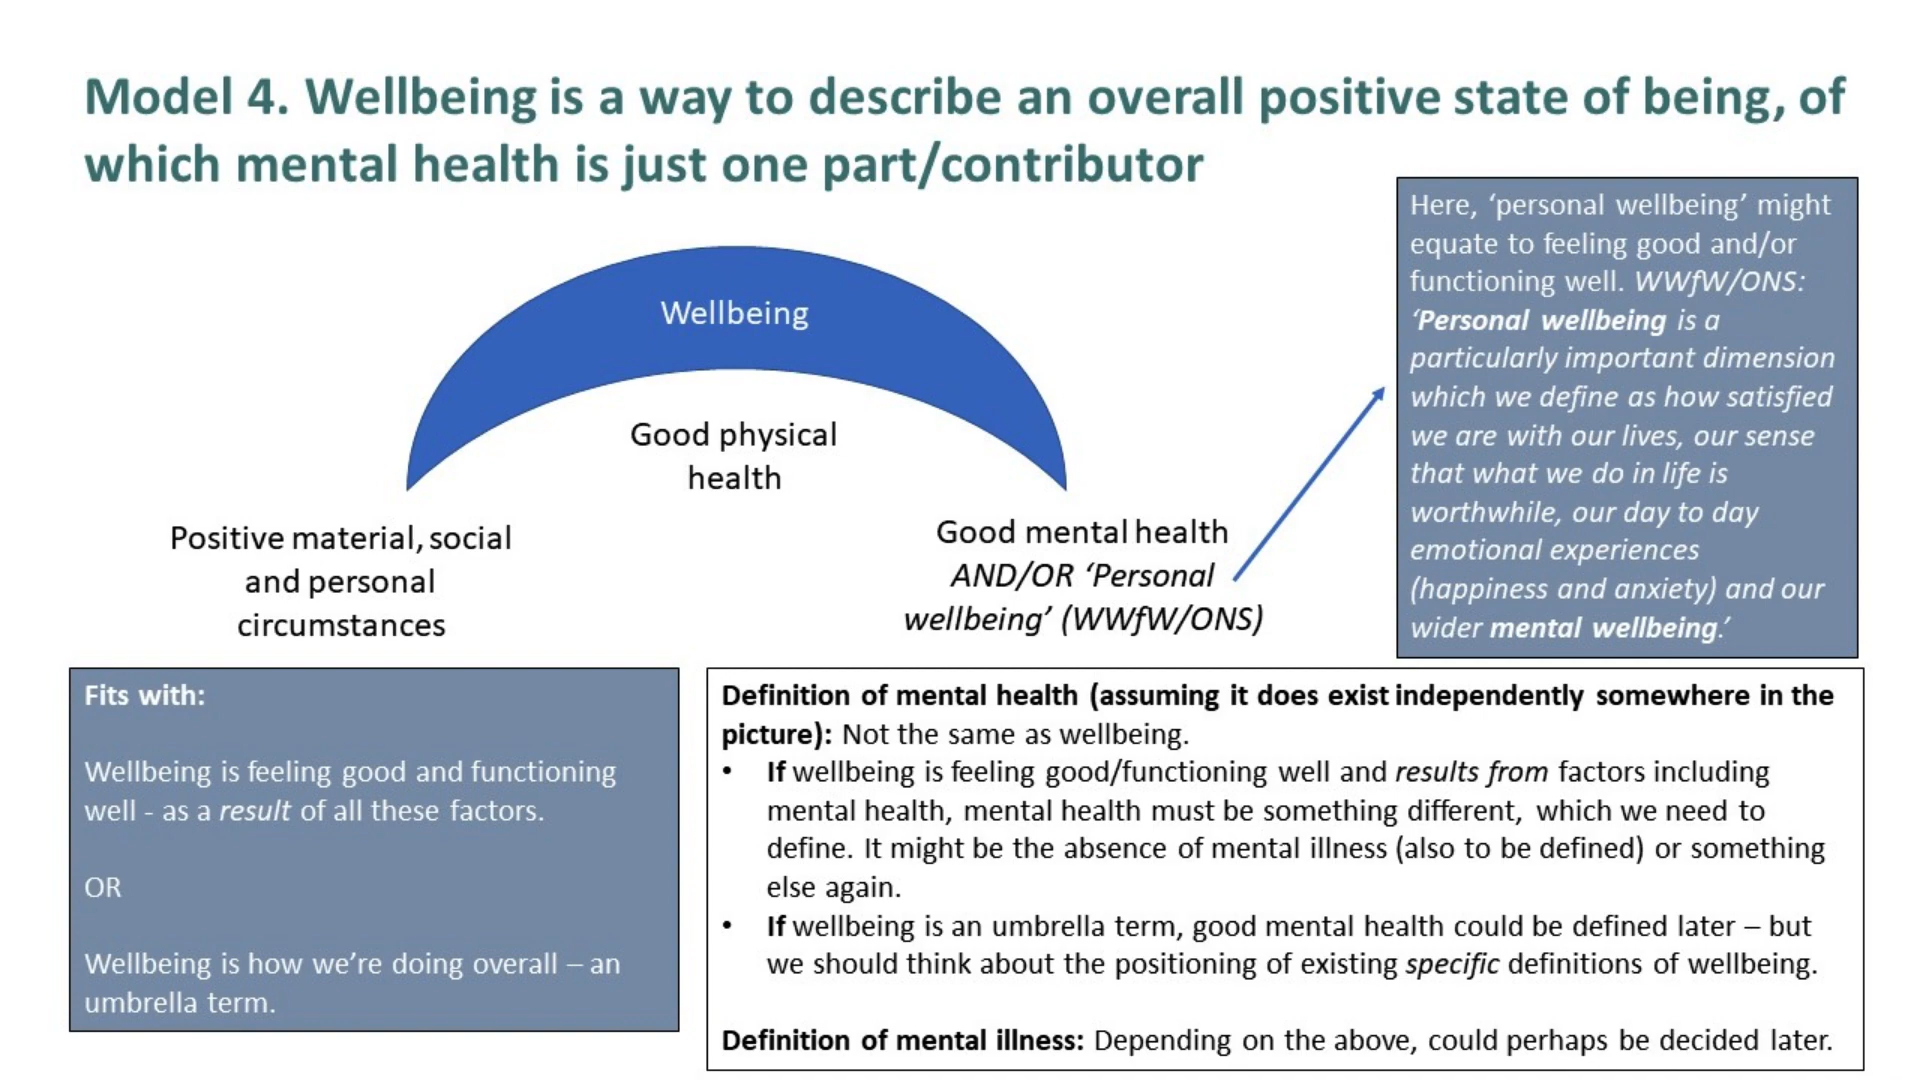 Model 4. Wellbeing is a way to describe an overall positive state of being, of
which mental health is just one part/contributor
Wellbeing
Good physical
health
Positive material, social
and personal
circumstances
Good mental health
AND/OR ‘Personal
wellbeing’ (WWfW/ONS)
Here, ‘personal wellbeing’ might
equate to feeling good and/or
functioning well. WWfW/ONS:
‘Personal wellbeing is a
particularly important dimension
which we define as how satisfied
we are with our lives, our sense
that what we do in life is
worthwhile, our day to day
emotional experiences
(happiness and anxiety) and our
wider mental wellbeing.’
Fits with:
Wellbeing is feeling good and functioning
well - as a result of all these factors.
OR
Wellbeing is how we’re doing overall – an
umbrella term.
Definition of mental health (assuming it does exist independently somewhere in the
picture): Not the same as wellbeing.
• If wellbeing is feeling good/functioning well and results from factors including
mental health, mental health must be something different, which we need to
define. It might be the absence of mental illness (also to be defined) or something
else again.
• If wellbeing is an umbrella term, good mental health could be defined later – but
we should think about the positioning of existing specific definitions of wellbeing.
Definition of mental illness: Depending on the above, could perhaps be decided later.